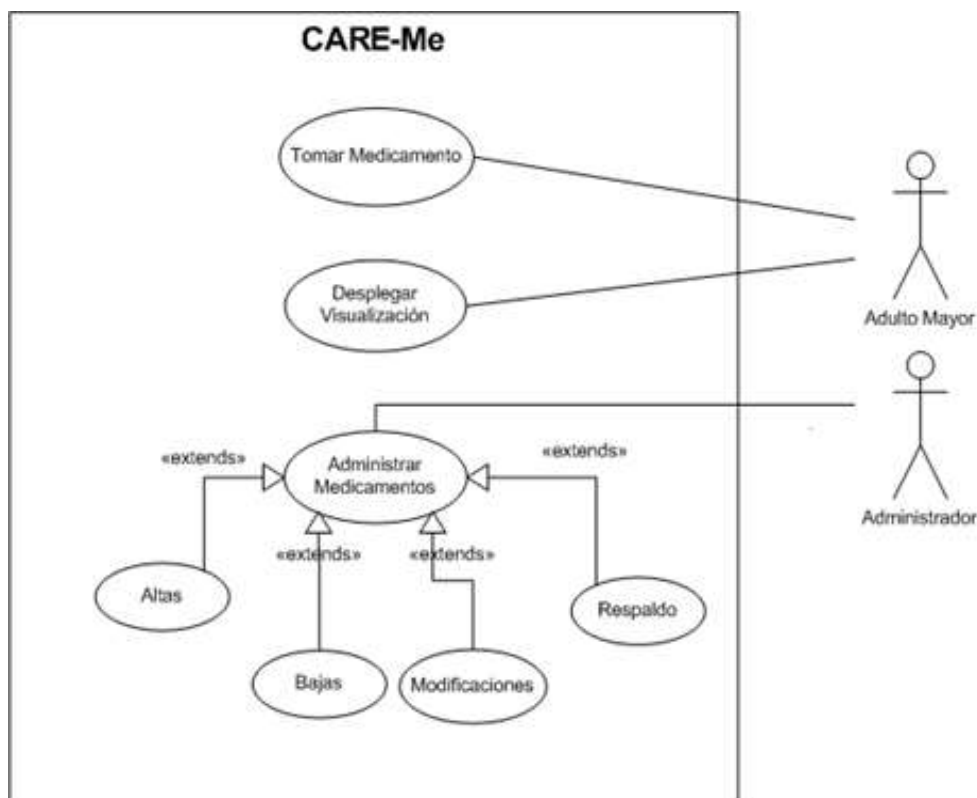 CARE-Me
Tomar Medicamento
Desplegar
Visualización
Adulto Mayor
«extends»
«extends»
Administrar
Medicamentos
Administrador
«extends»
«extends»
Altas
Respaldo
Bajas
Modificaciones